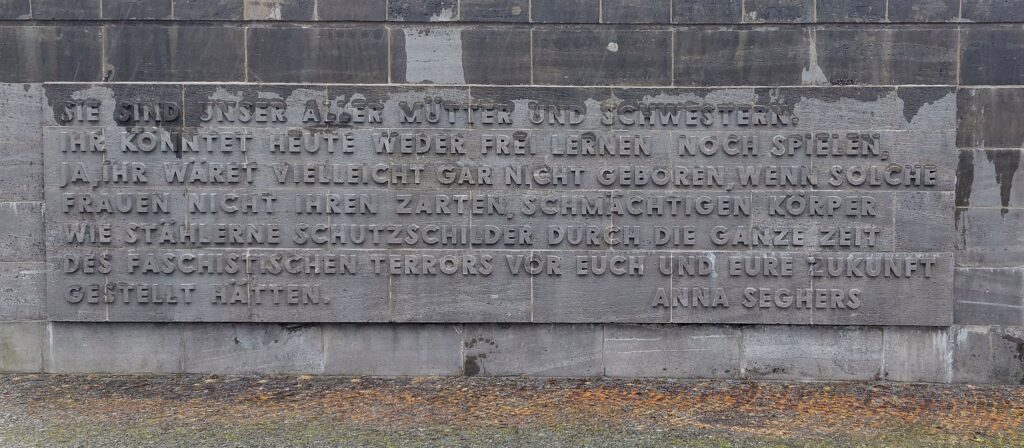 SIE SIND UNSER ALLER MÜTTER UND SCHWESTERN.
IHR KÖNNTET HEUTE WEDER FREI LERNEN NOCH SPIELEN,
JA, IHR WÄRET VIELLEICHT GAR NICHT GEBOREN, WENN SOLCHE
FRAUEN NICHT IHREN ZARTEN, SCHMÄCHTIGEN KÖRPER
WIE STÄHLERNE SCHUTZSCHILDER DURCH DIE GANZE ZEIT
DES FASCHISTISCHEN TERRORS VOR EUCH UND EURE ZUKUNFT
GESTELLT HÄTTEN. ANNA SEGHERS